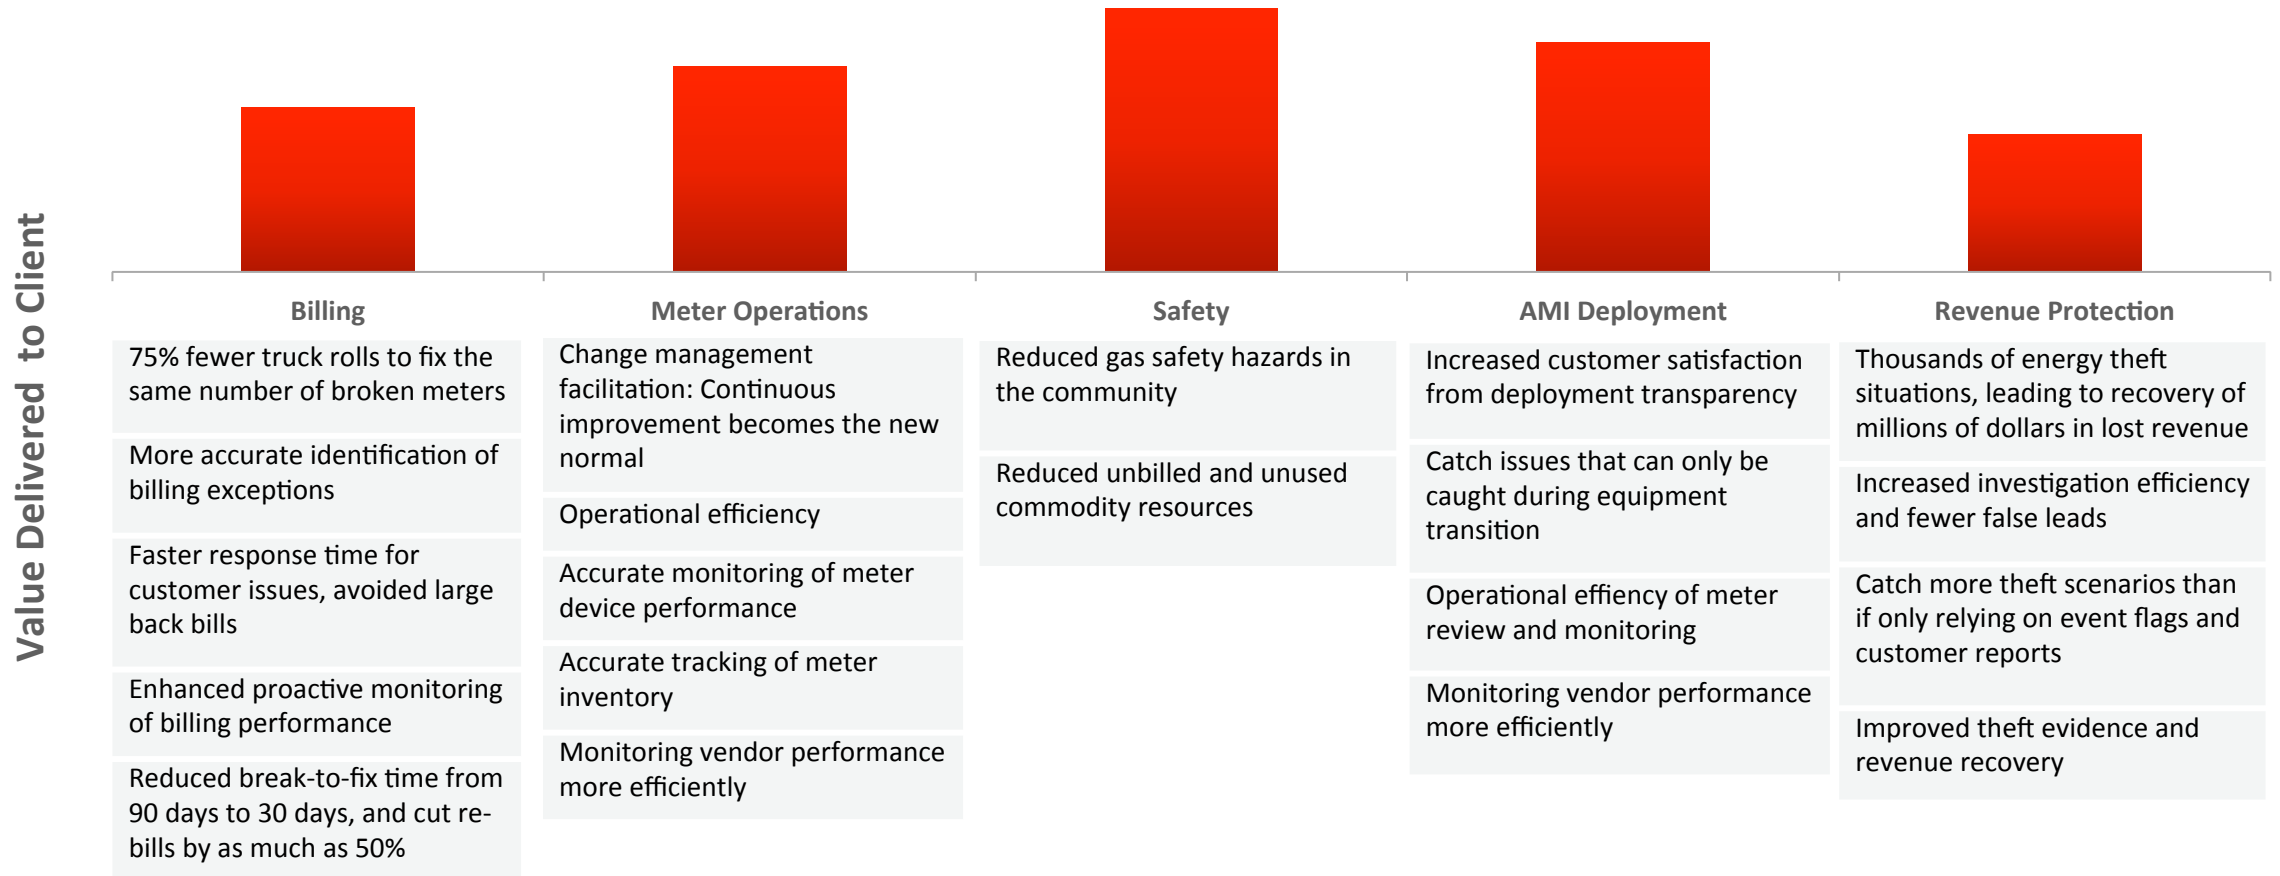 Value Delivered to Client
Billing
75% fewer truck rolls to fix the
same number of broken meters
More accurate identification of
billing exceptions
Faster response time for
customer issues, avoided large
back bills
Enhanced proactive monitoring
of billing performance
Reduced break-to-fix time from
90 days to 30 days, and cut re-
bills by as much as 50%
Meter Operations
Change management
facilitation: Continuous
improvement becomes the new
normal
Operational efficiency
Accurate monitoring of meter
device performance
Accurate tracking of meter
inventory
Monitoring vendor performance
more efficiently
Safety
Reduced gas safety hazards in
the community
Reduced unbilled and unused
commodity resources
AMI Deployment
Increased customer satisfaction
from deployment transparency
Catch issues that can only be
caught during equipment
transition
Operational effiency of meter
review and monitoring
Monitoring vendor performance
more efficiently
Revenue Protection
Thousands of energy theft
situations, leading to recovery of
millions of dollars in lost revenue
Increased investigation efficiency
and fewer false leads
Catch more theft scenarios than
if only relying on event flags and
customer reports
Improved theft evidence and
revenue recovery